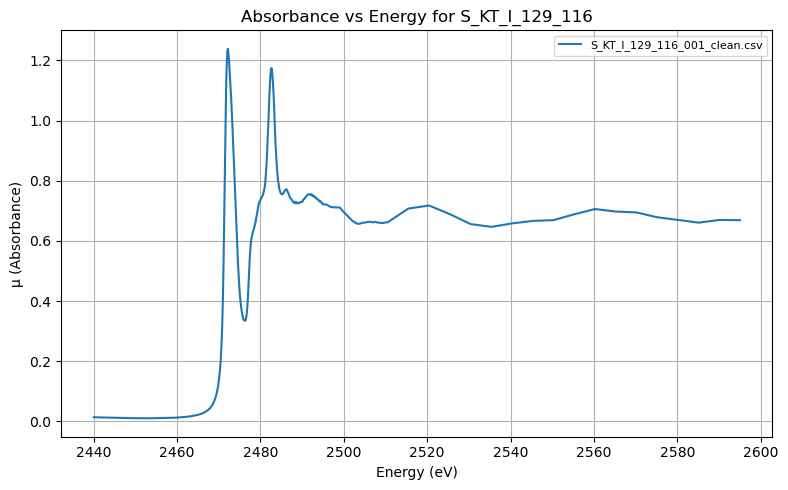 Absorbance vs Energy for S_KT_I_129_116
S_KT_I_129_116_001_clean.csv
1.2
1.0
0.8
0.6
0.4
0.2
0.0
μ (Absorbance)
2440 2460 2480 2500 2520 2540 2560 2580 2600
Energy (eV)